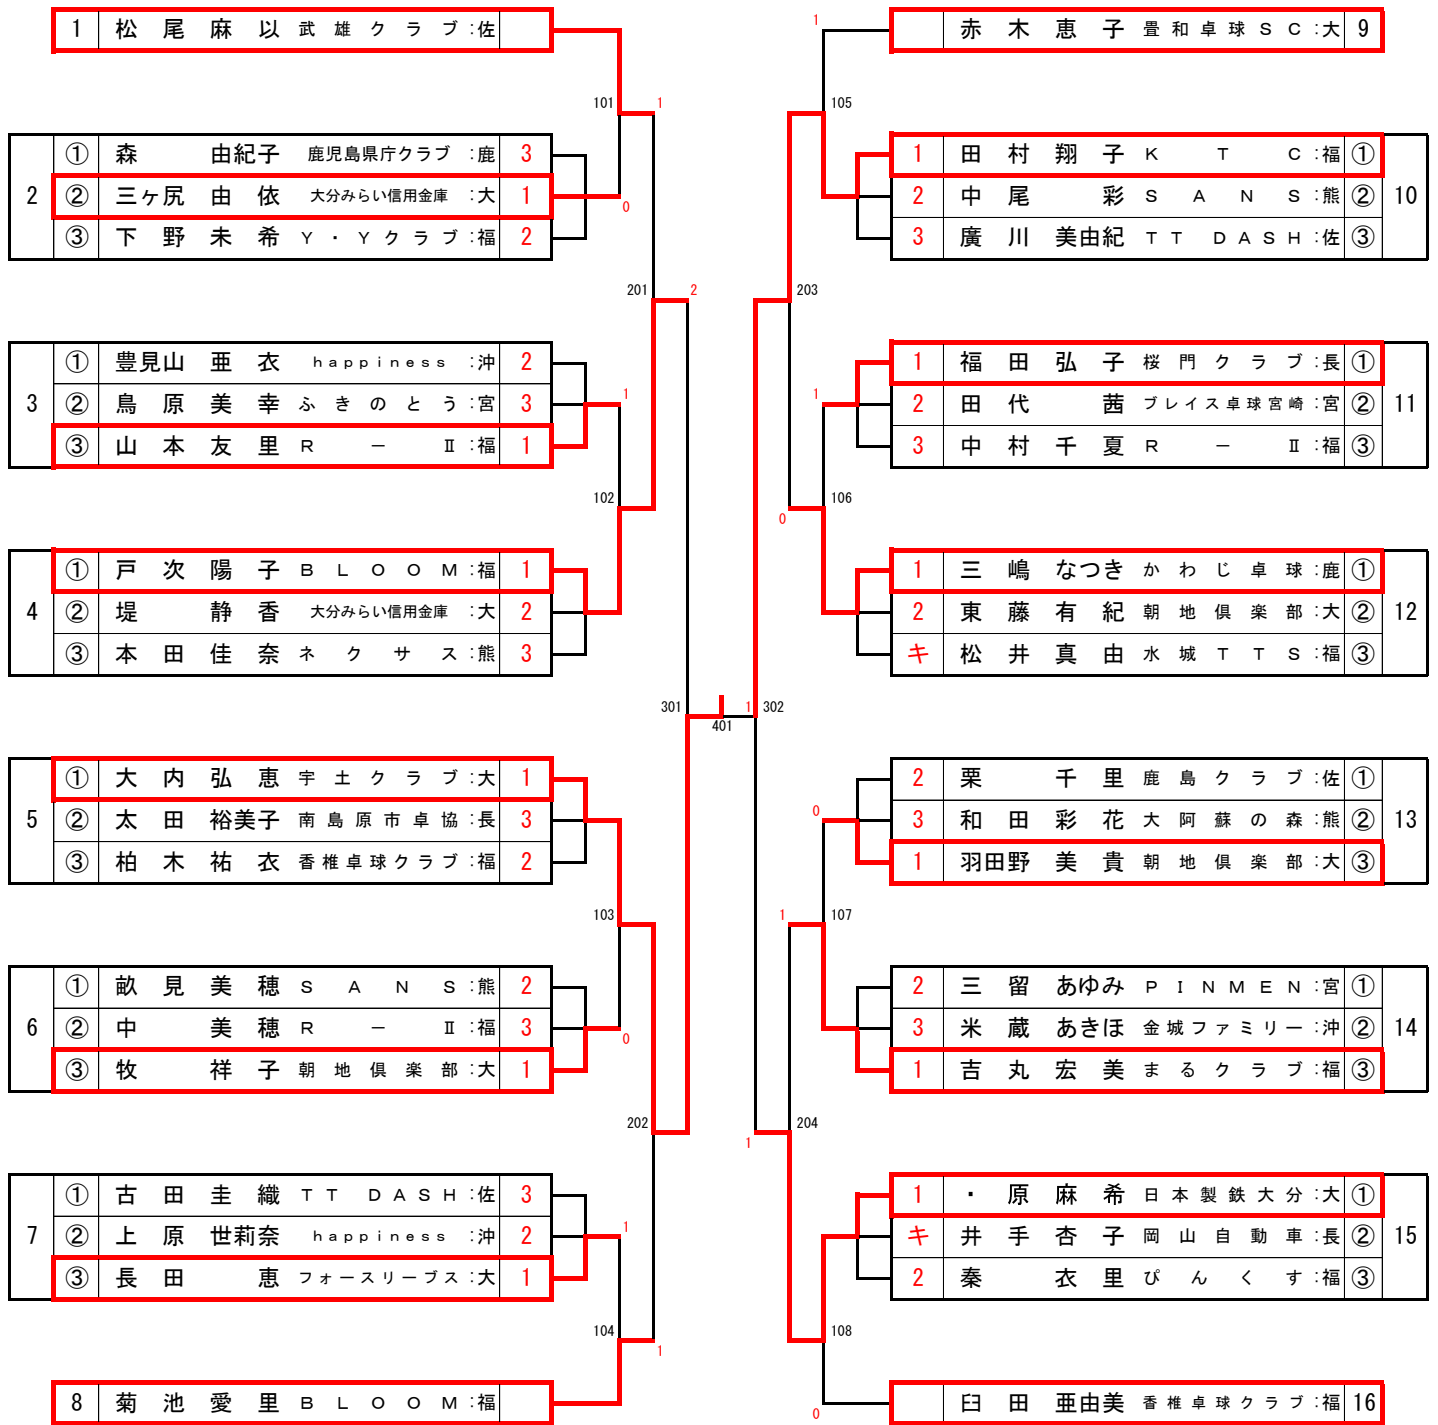 1 松尾麻以 武雄クラブ:佐
101 1
2
① 森 由紀子 鹿児島県庁クラブ:鹿 3
② 三ヶ尻由依 大分みらい信用金庫:大 1
③ 下野未希 Y・Yクラブ:福 2
0
201 2
3
① 豊見山亜衣 happiness:沖 2
② 鳥原美幸 ふきのとう:宮 3
③ 山本友里 R－Ⅱ:福 1
1
102
4
① 戸次陽子 BLOOM:福 1
② 堤 静香 大分みらい信用金庫:大 2
③ 本田佳奈 ネクサス:熊 3
301 401 1 302
5
① 大内弘恵 宇土クラブ:大 1
② 太田裕美子 南島原市卓協:長 3
③ 柏木祐衣 香椎卓球クラブ:福 2
103
6
① 畝見美穂 SANS:熊 2
② 中 美穂 R－Ⅱ:福 3
③ 牧 祥子 朝地倶楽部:大 1
0
202
7
① 古田圭織 TT DASH:佐 3
② 上原世莉奈 happiness:沖 2
③ 長田 恵 フォースリーブス:大 1
1
104 1
8 菊池愛里 BLOOM:福
1
赤木恵子 畳和卓球SC:大 9
105
1 田村翔子 KTC:福 ①
2 中尾 彩 SANS:熊 ②
3 廣川美由紀 TT DASH:佐 ③
10
203
1 福田弘子 桜門クラブ:長 ①
2 田代 茜 ブレイス卓球宮崎:宮 ②
3 中村千夏 R－Ⅱ:福 ③
11
1
106
0
1 三嶋なつき かわじ卓球:鹿 ①
2 東藤有紀 朝地倶楽部:大 ②
キ 松井真由 水城TTS:福 ③
12
2 栗 千里 鹿島クラブ:佐 ①
3 和田彩花 大阿蘇の森:熊 ②
1 羽田野美貴 朝地倶楽部:大 ③
13
0
1 107
2 三留あゆみ PINMEN:宮 ①
3 米蔵あきほ 金城ファミリー:沖 ②
1 吉丸宏美 まるクラブ:福 ③
14
1 204
1 ・原麻希 日本製鉄大分:大 ①
キ 井手杏子 岡山自動車:長 ②
2 秦 衣里 ぴんくす:福 ③
15
108
0
臼田亜由美 香椎卓球クラブ:福 16